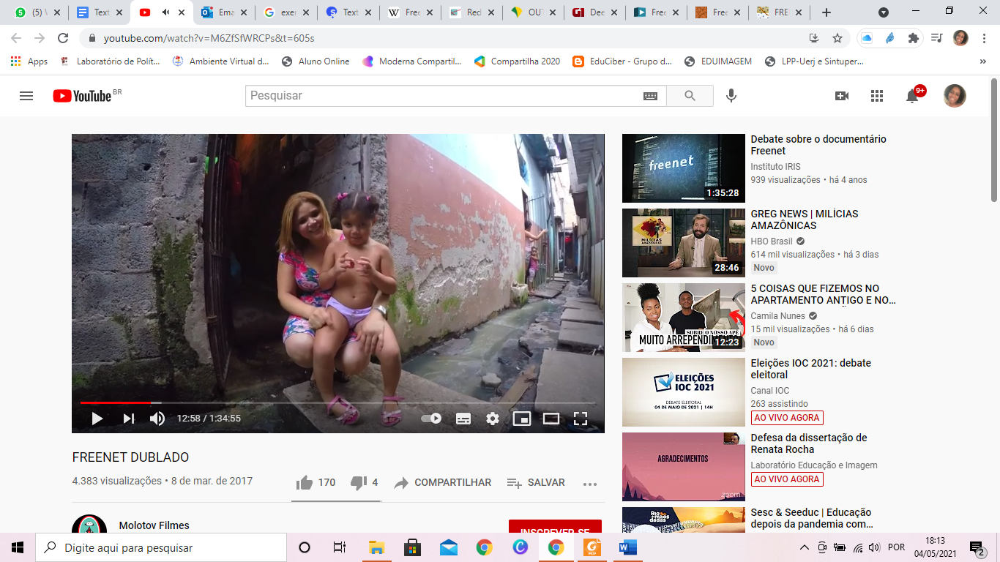 (5) V
Text
Ema
exer
Text
Free
Red
OUT
Dee
Free
Free
FRE
youtube.com/watch?v=M6ZfSfWRCPs&t=605s
Apps
Laboratório de Polít...
Ambiente Virtual d...
Aluno Online
Moderna Compartil...
Compartilha 2020
EduCiber - Grupo d...
EDUIMAGEM
LPP-Uerj e Sintuper...
»
YouTube BR
Pesquisar
9+
12:58 / 1:34:55
FREENET DUBLADO
4.383 visualizações • 8 de mar. de 2017
170
4
COMPARTILHAR
SALVAR
Molotov Filmes
INSCREVER-SE
freenet
1:35:28
Debate sobre o documentário
Freenet
Instituto IRIS
939 visualizações • há 4 anos
MILÍCIAS
AMAZÔNICAS
28:46
GREG NEWS | MILÍCIAS
AMAZÔNICAS
HBO Brasil
614 mil visualizações • há 3 dias
Novo
SOBRE O NOSSO APÊ
MUITO ARREPENDIMENTO
12:23
5 COISAS QUE FIZEMOS NO
APARTAMENTO ANTIGO E NO...
Camila Nunes
15 mil visualizações • há 6 dias
Novo
ELEIÇÕES
IOC 2021
DEBATE ELEITORAL
04 DE MAIO DE 2021 | 14H
Eleições IOC 2021: debate
eleitoral
Canal IOC
263 assistindo
AO VIVO AGORA
AGRADECIMENTOS
zoom
Defesa da dissertação de
Renata Rocha
Laboratório Educação e Imagem
AO VIVO AGORA
Sesc & Seeduc | Educação
depois da pandemia com...
Digite aqui para pesquisar
POR
18:13
04/05/2021
2